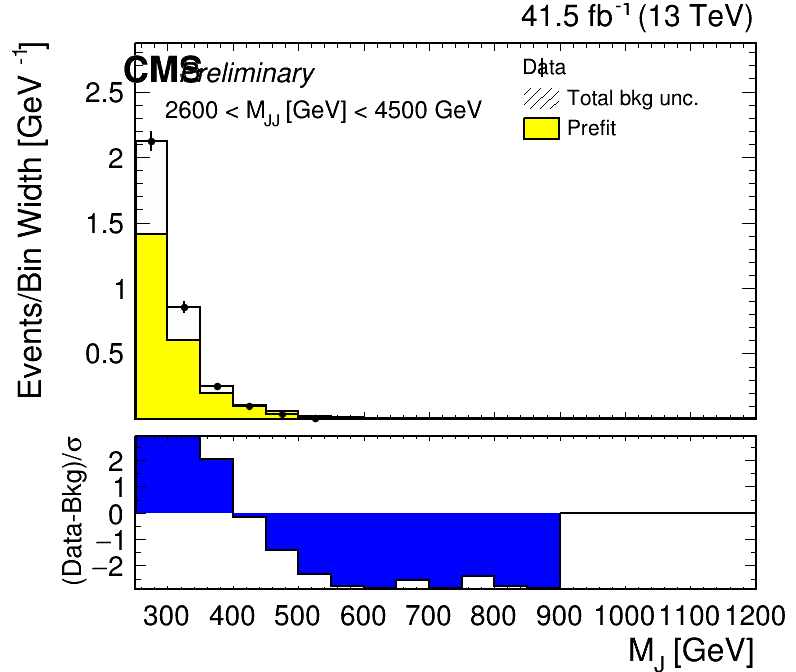 41.5 fb⁻¹ (13 TeV)
CMS Preliminary
2600 < M_JJ [GeV] < 4500 GeV
Data
Total bkg unc.
Prefit
Events/Bin Width [GeV⁻¹]
2.5
2
1.5
1
0.5
(Data-Bkg)/σ
2
1
0
−1
−2
300 400 500 600 700 800 900 1000 1100 1200
M_J [GeV]